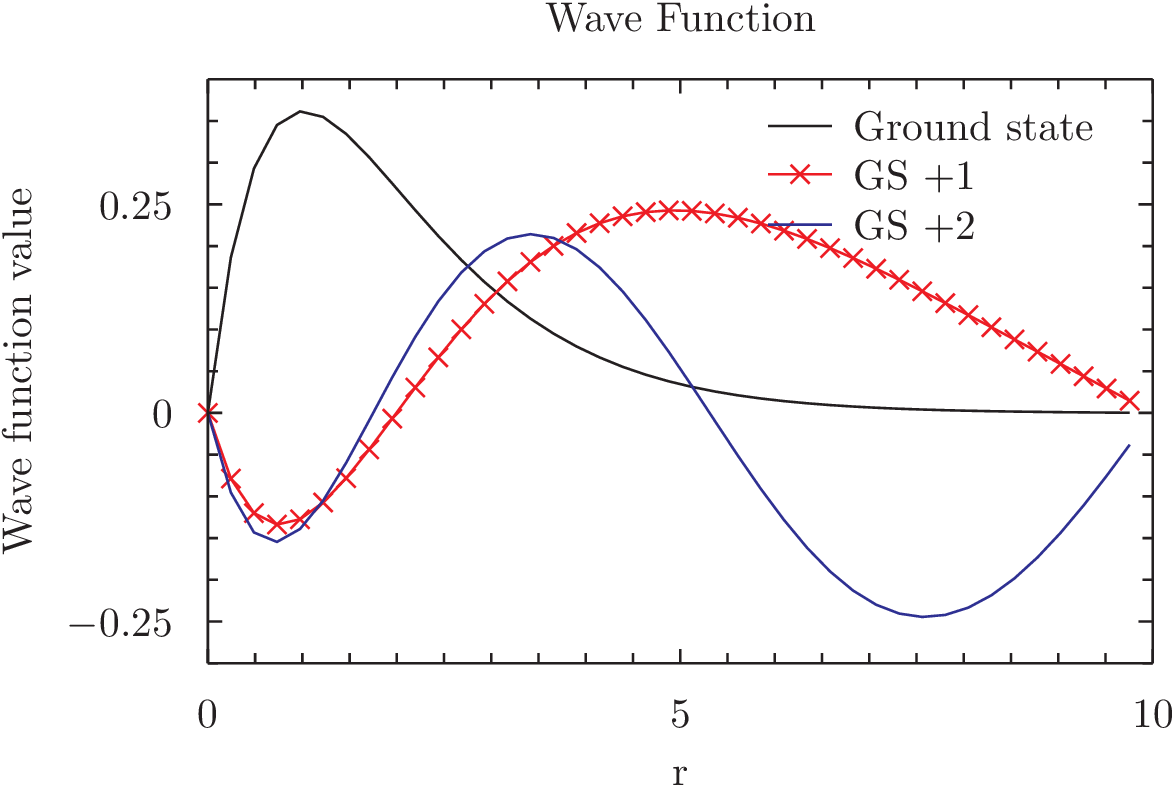 Wave Function
Wave function value
0.25
0
−0.25
Ground state
GS +1
GS +2
0 5 10
r